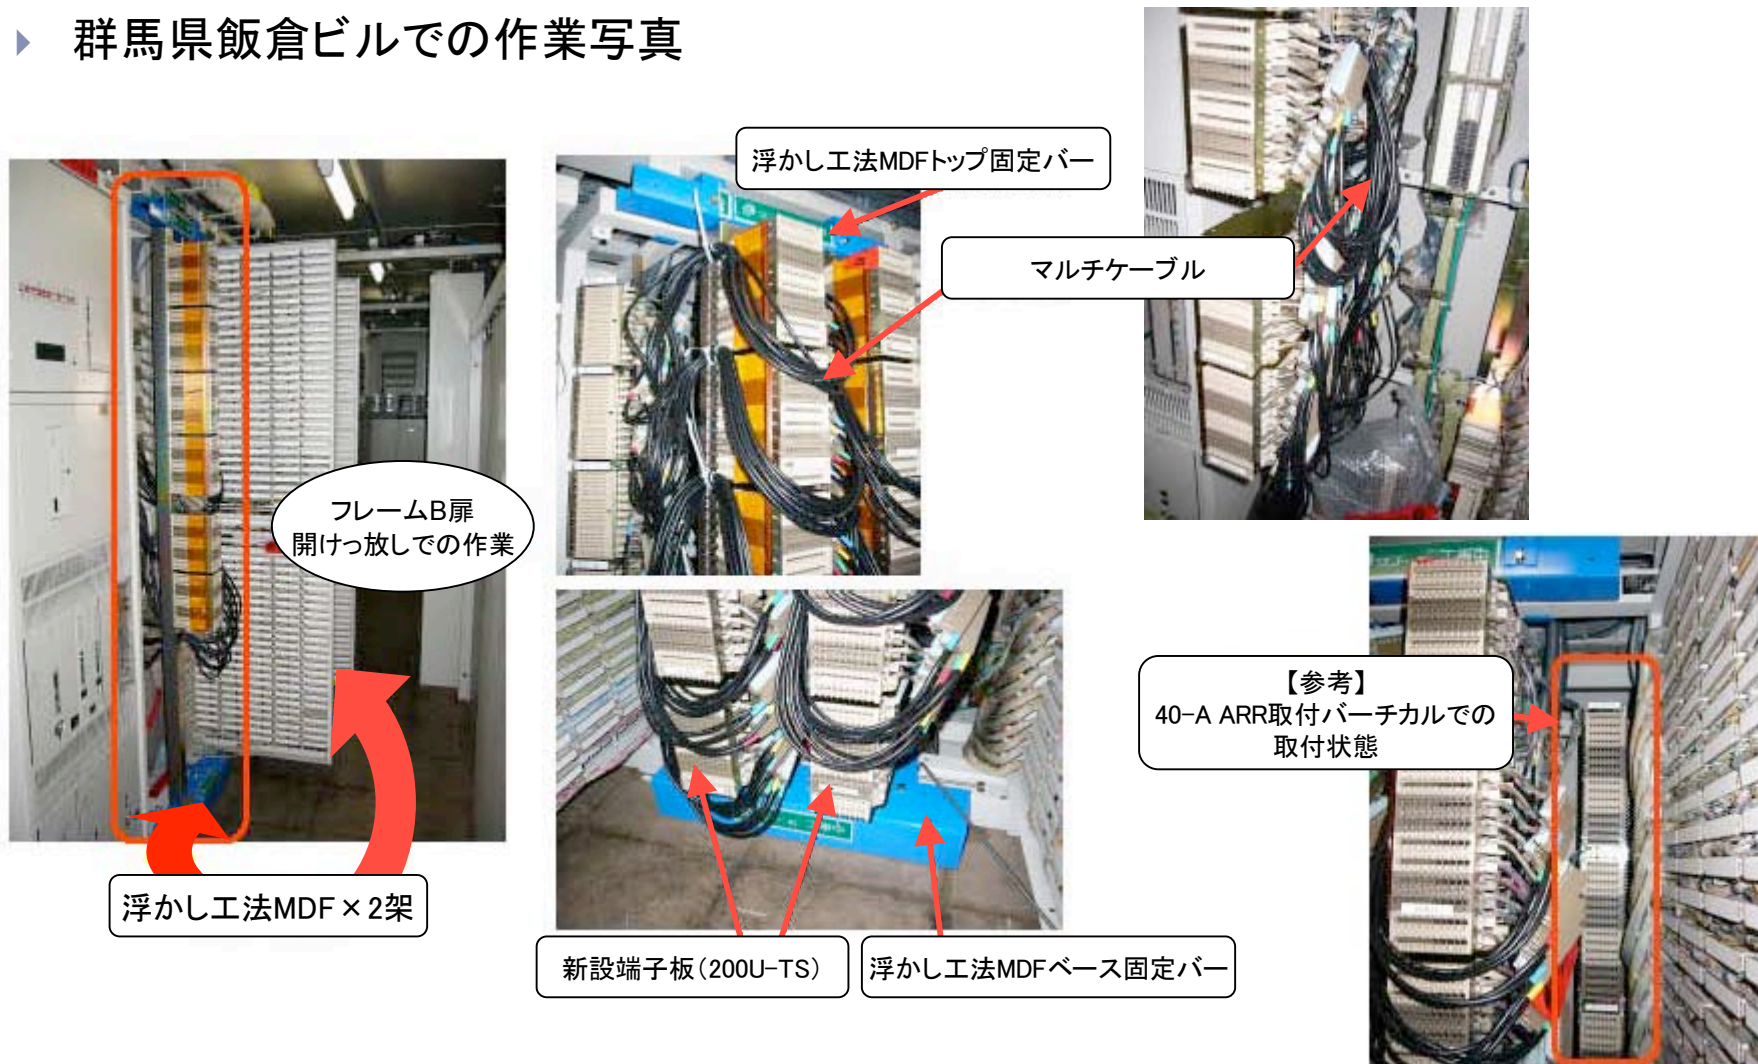 群馬県飯倉ビルでの作業写真
浮かし工法MDFトップ固定バー
マルチケーブル
フレームB扉
開けっ放しでの作業
【参考】
40-A ARR取付バーチカルでの
取付状態
浮かし工法MDF×2架
新設端子板(200U-TS)
浮かし工法MDFベース固定バー